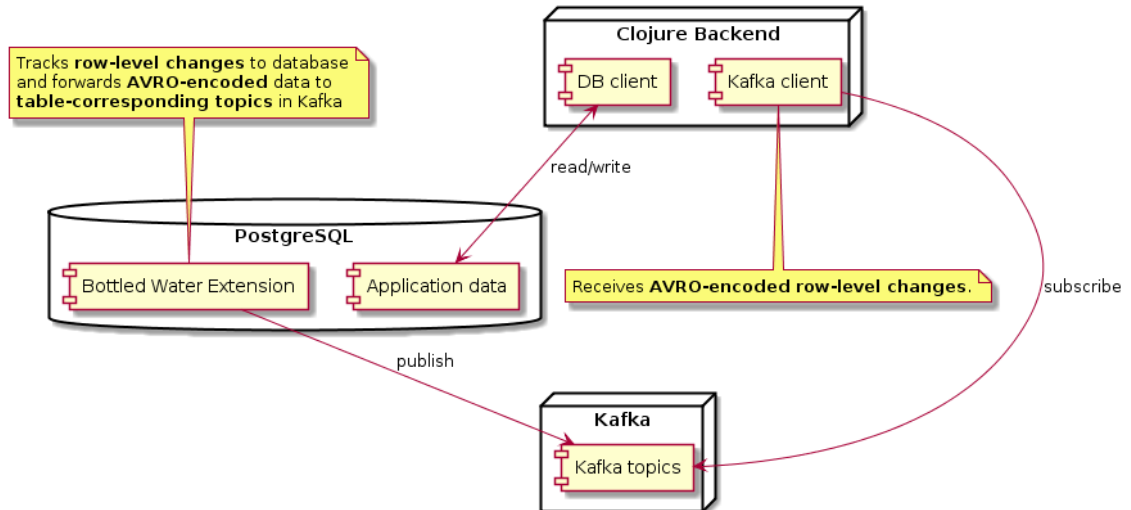 Clojure Backend
DB client
Kafka client
Tracks row-level changes to database
and forwards AVRO-encoded data to
table-corresponding topics in Kafka
read/write
PostgreSQL
Bottled Water Extension
Application data
Receives AVRO-encoded row-level changes.
subscribe
publish
Kafka
Kafka topics